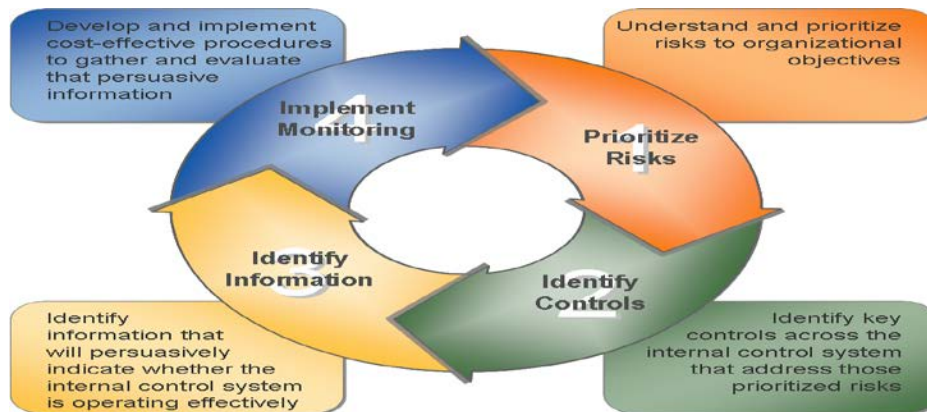 Develop and implement
cost-effective procedures
to gather and evaluate
that persuasive
information
Understand and prioritize
risks to organizational
objectives
4
Implement
Monitoring
1
Prioritize
Risks
3
Identify
Information
2
Identify
Controls
Identify
information that
will persuasively
indicate whether the
internal control system
is operating effectively
Identify key
controls across the
internal control system
that address those
prioritized risks